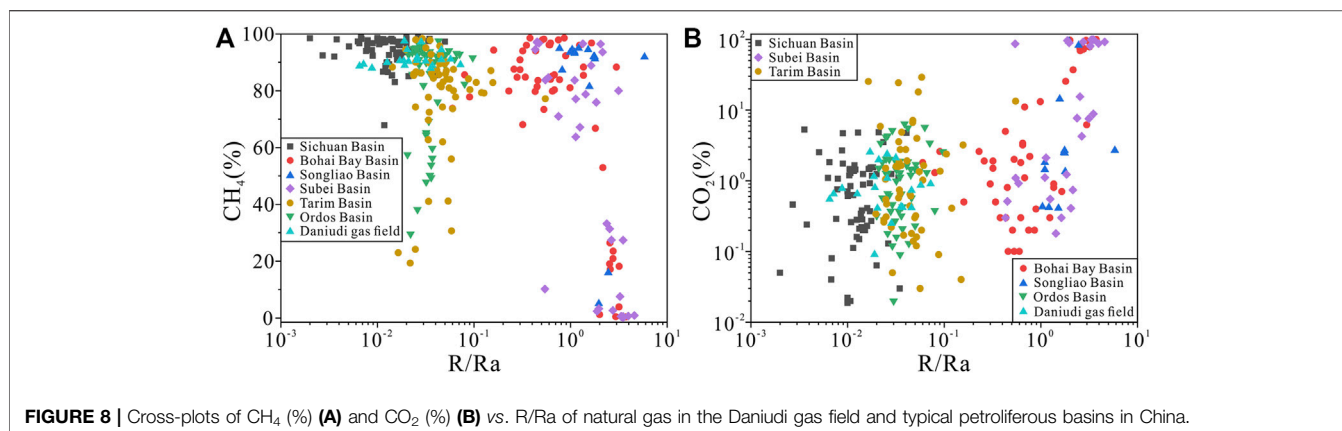 A
CH₄(%)
100
80
60
40
20
0
Sichuan Basin
Bohai Bay Basin
Songliao Basin
Subei Basin
Tarim Basin
Ordos Basin
Daniudi gas field
10⁻³ 10⁻² 10⁻¹ 10⁰ 10¹
R/Ra
B
CO₂(%)
10²
10¹
10⁰
10⁻¹
10⁻²
Sichuan Basin
Subei Basin
Tarim Basin
Bohai Bay Basin
Songliao Basin
Ordos Basin
Daniudi gas field
10⁻³ 10⁻² 10⁻¹ 10⁰ 10¹
R/Ra
FIGURE 8 | Cross-plots of CH₄ (%) (A) and CO₂ (%) (B) vs. R/Ra of natural gas in the Daniudi gas field and typical petroliferous basins in China.